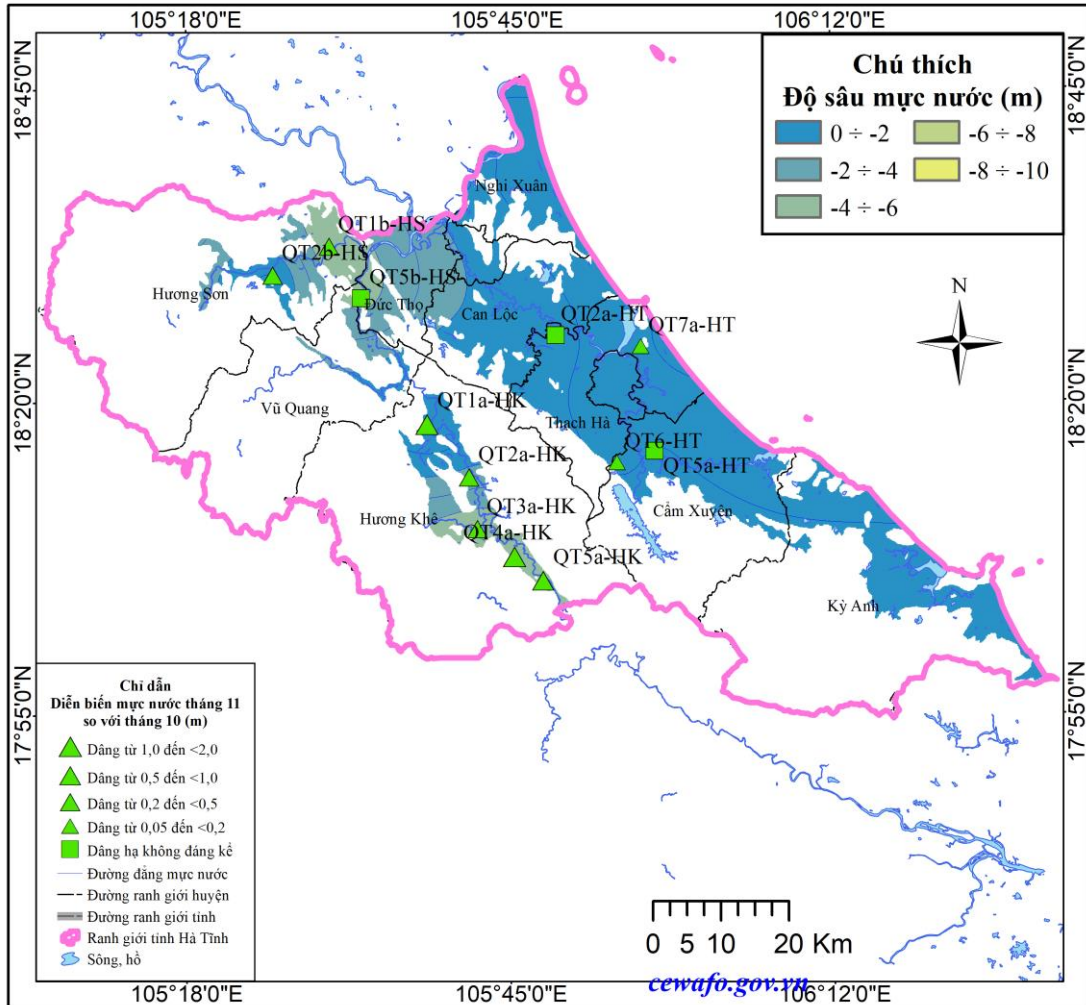 105°18'0"E
105°45'0"E
106°12'0"E
18°45'0"N
18°45'0"N
Chú thích
Độ sâu mực nước (m)
0 ÷ -2
-6 ÷ -8
-2 ÷ -4
-8 ÷ -10
-4 ÷ -6
Nghi Xuân
QT1b-HS
QT2b-HS
QT5b-HS
Hương Sơn
Đức Thọ
Can Lộc
QT2a-HT
QT7a-HT
N
18°20'0"N
18°20'0"N
Vũ Quang
QT1a-HK
Thạch Hà
QT6-HT
QT2a-HK
QT5a-HT
QT3a-HK
Cẩm Xuyên
Hương Khê
QT4a-HK
QT5a-HK
Kỳ Anh
17°55'0"N
17°55'0"N
Chỉ dẫn
Diễn biến mực nước tháng 11
so với tháng 10 (m)
Dâng từ 1,0 đến <2,0
Dâng từ 0,5 đến <1,0
Dâng từ 0,2 đến <0,5
Dâng từ 0,05 đến <0,2
Dâng hạ không đáng kể
Đường đẳng mực nước
Đường ranh giới huyện
Đường ranh giới tỉnh
Ranh giới tỉnh Hà Tĩnh
Sông, hồ
0 5 10 20 Km
cewafo.gov.vn
105°18'0"E
105°45'0"E
106°12'0"E